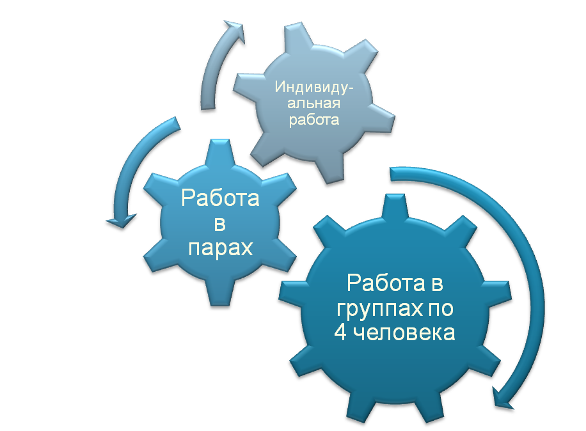 Индивиду-
альная
работа
Работа
в
парах
Работа в
группах по
4 человека